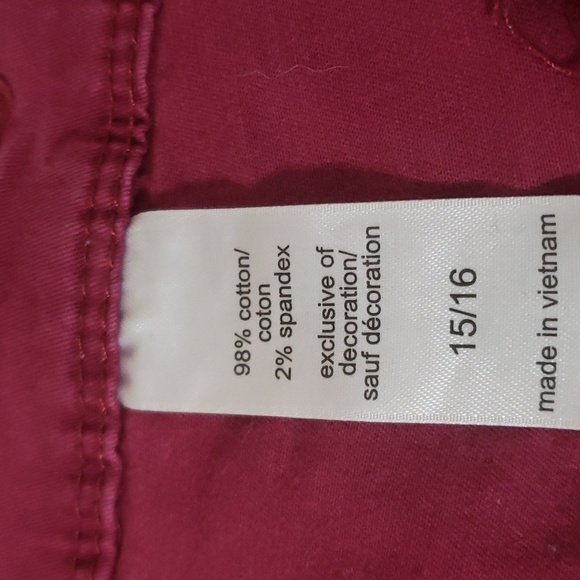 98% cotton/
coton
2% spandex
exclusive of
decoration/
sauf décoration
15/16
made in vietnam